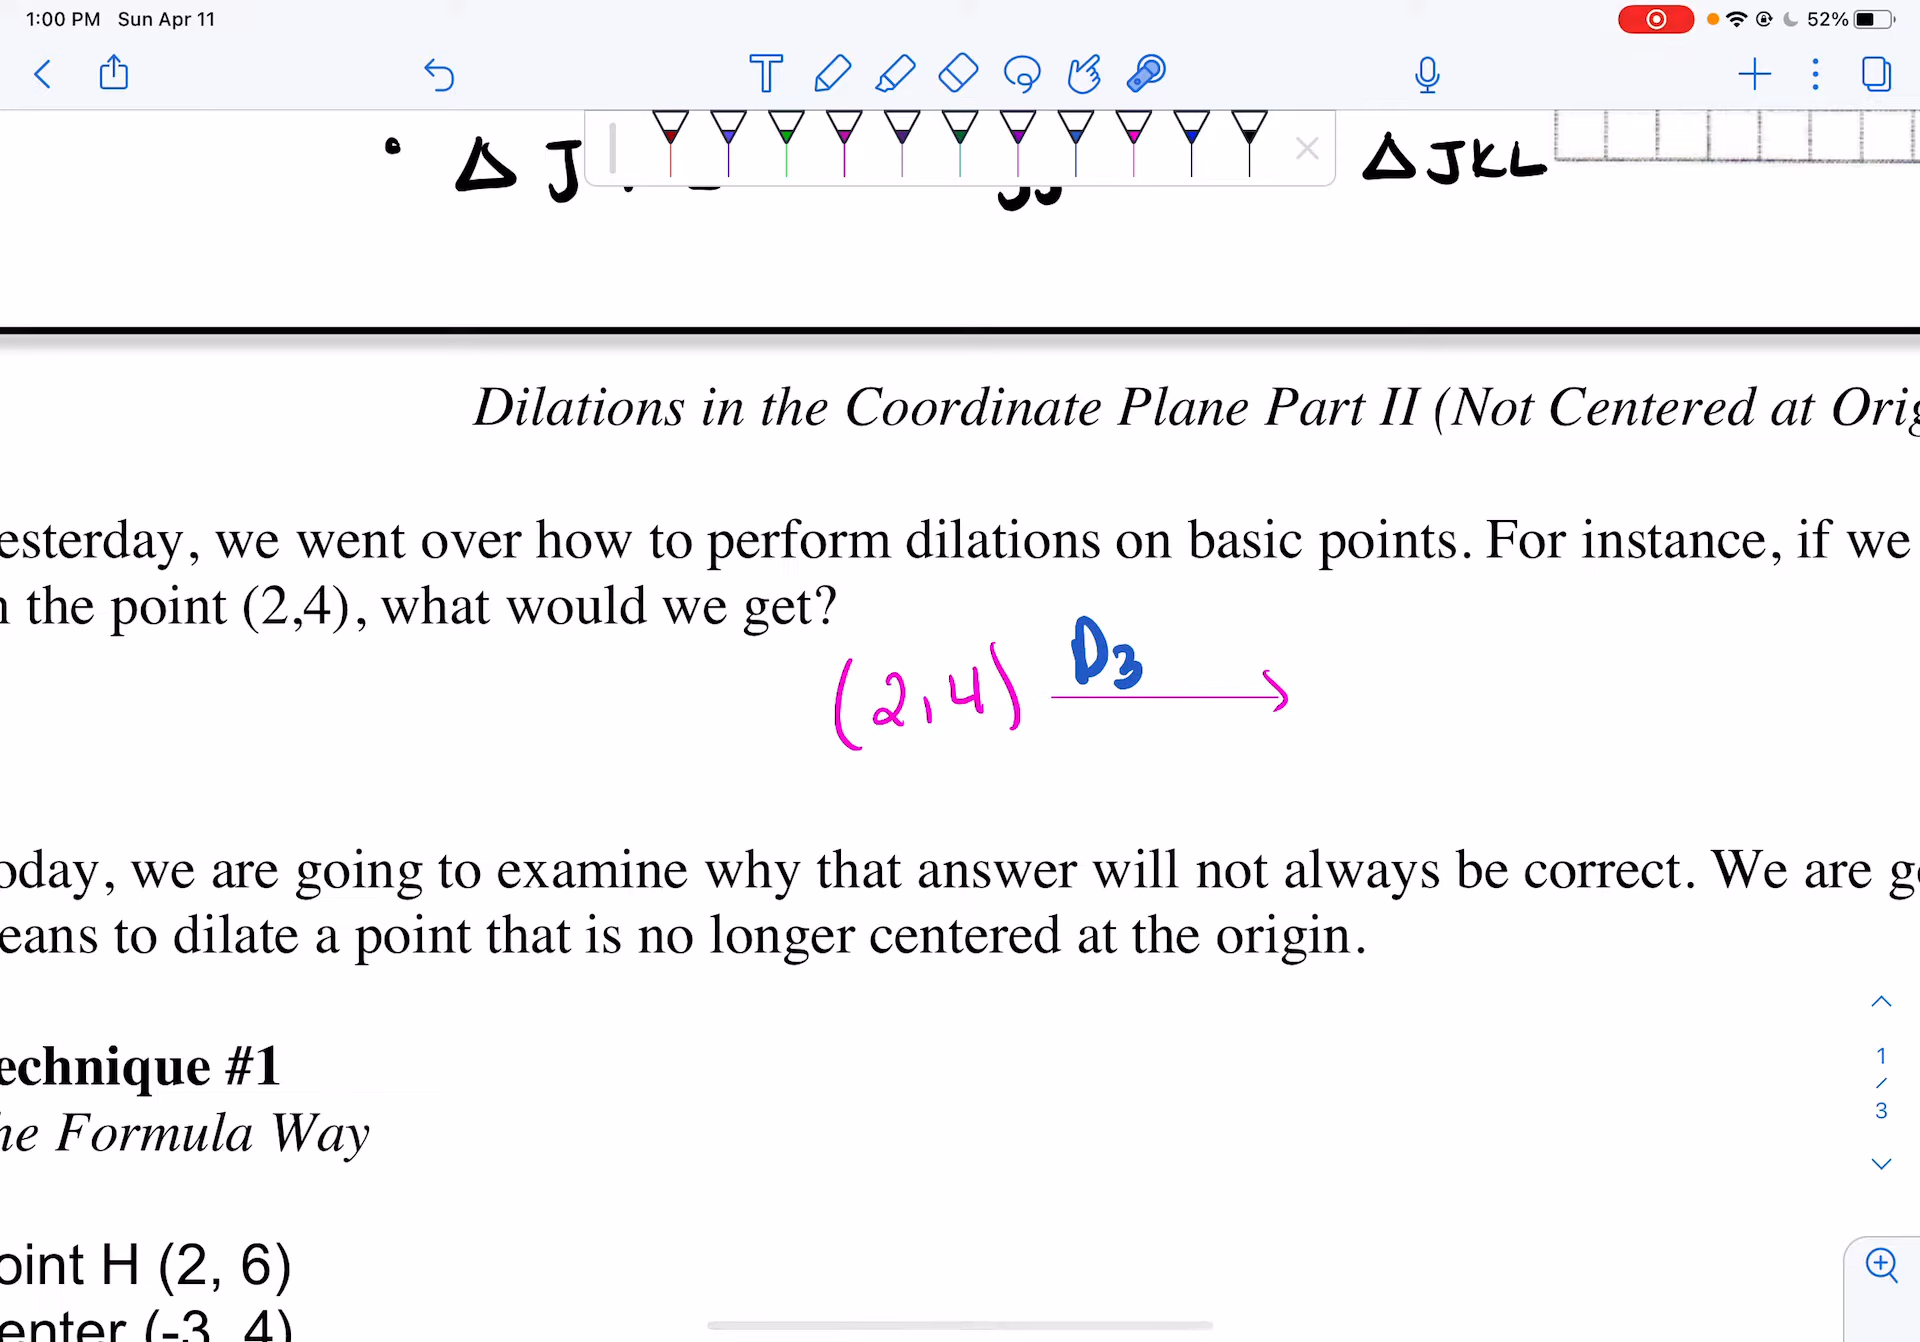 1:00 PM Sun Apr 11
52%
T
Δ J
Δ JKL
Dilations in the Coordinate Plane Part II (Not Centered at Orig
esterday, we went over how to perform dilations on basic points. For instance, if we
n the point (2,4), what would we get?
(2,4) D3
oday, we are going to examine why that answer will not always be correct. We are g
eans to dilate a point that is no longer centered at the origin.
echnique #1
he Formula Way
oint H (2, 6)
enter (-3, 4)
1
/
3